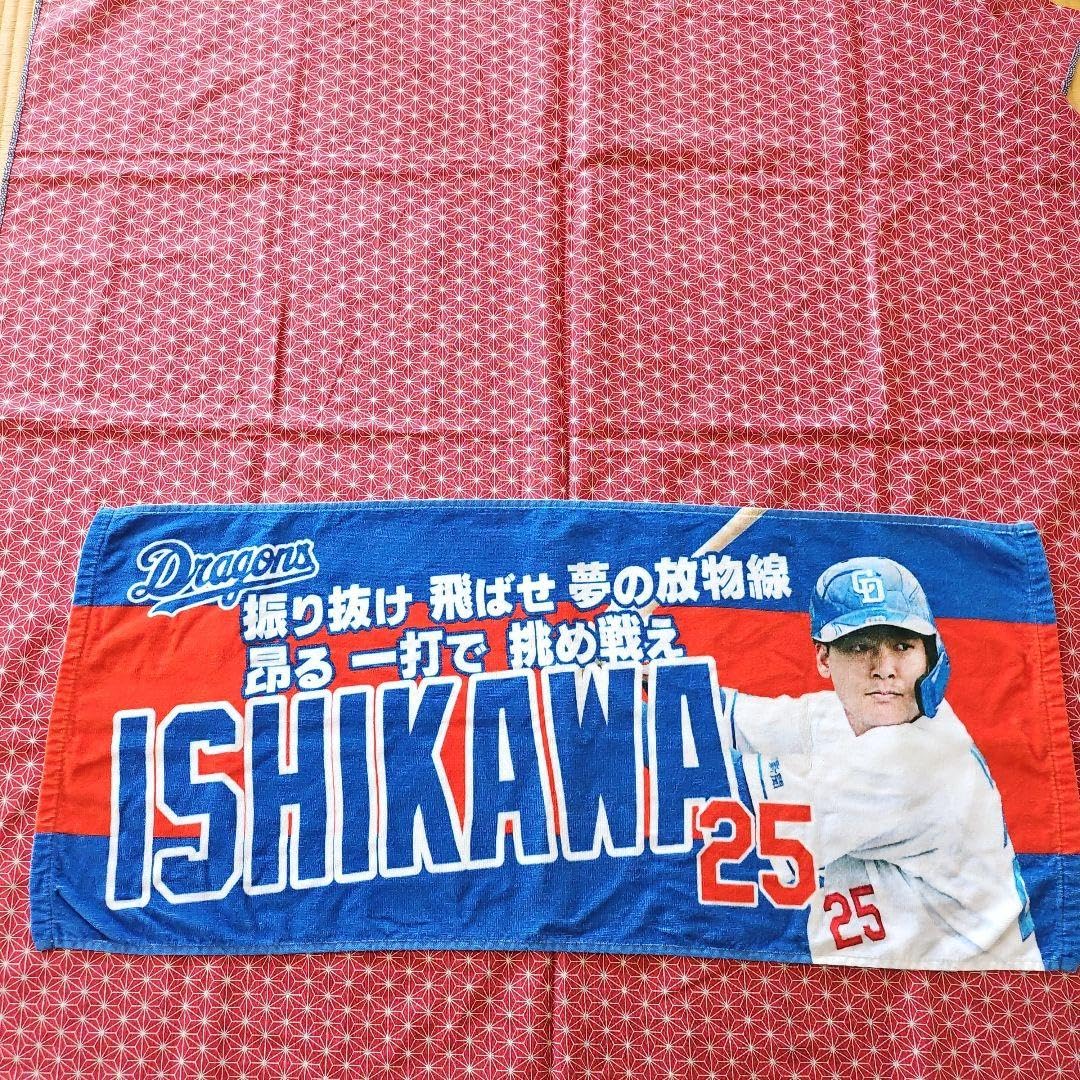 Dragons
振り抜け 飛ばせ 夢の放物線
昂る 一打で 挑め戦え
ISHIKAWA
25
CD
25